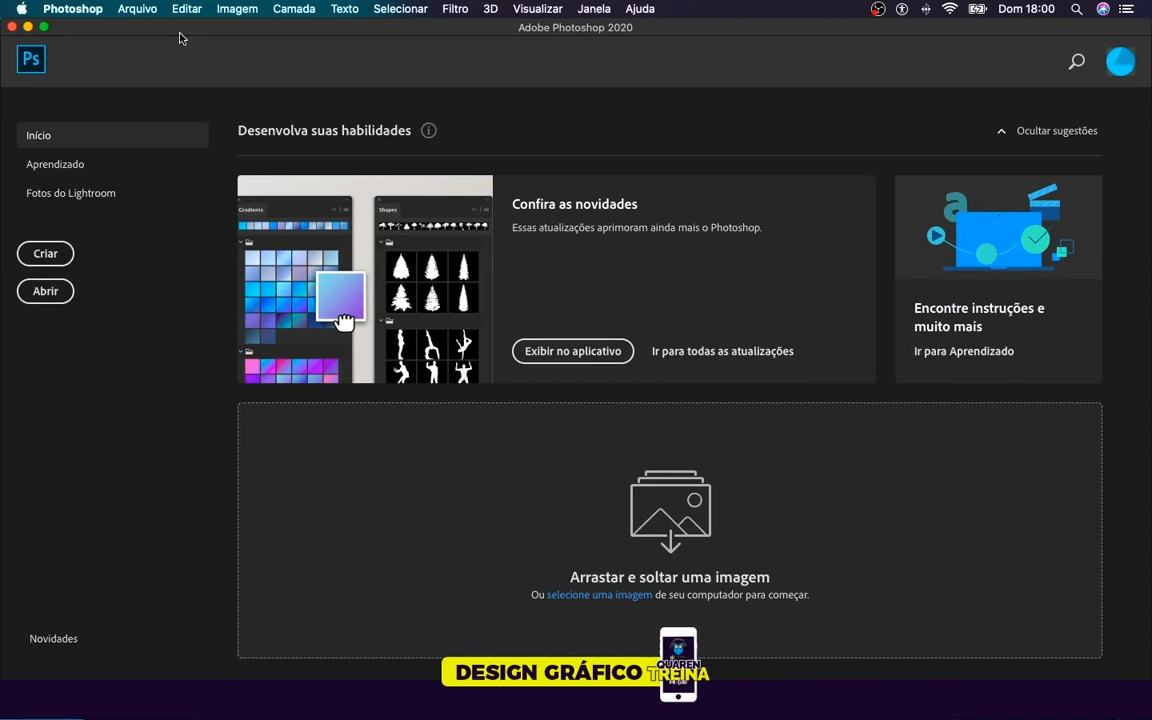 Photoshop Arquivo Editar Imagem Camada Texto Selecionar Filtro 3D Visualizar Janela Ajuda Dom 18:00
Adobe Photoshop 2020
Ps
Início
Aprendizado
Fotos do Lightroom
Criar
Abrir
Novidades
Desenvolva suas habilidades
Ocultar sugestões
Gradients
Shapes
Confira as novidades
Essas atualizações aprimoram ainda mais o Photoshop.
Exibir no aplicativo Ir para todas as atualizações
a
Encontre instruções e
muito mais
Ir para Aprendizado
Arrastar e soltar uma imagem
Ou selecione uma imagem de seu computador para começar.
DESIGN GRÁFICO
QUAREN
TREINA